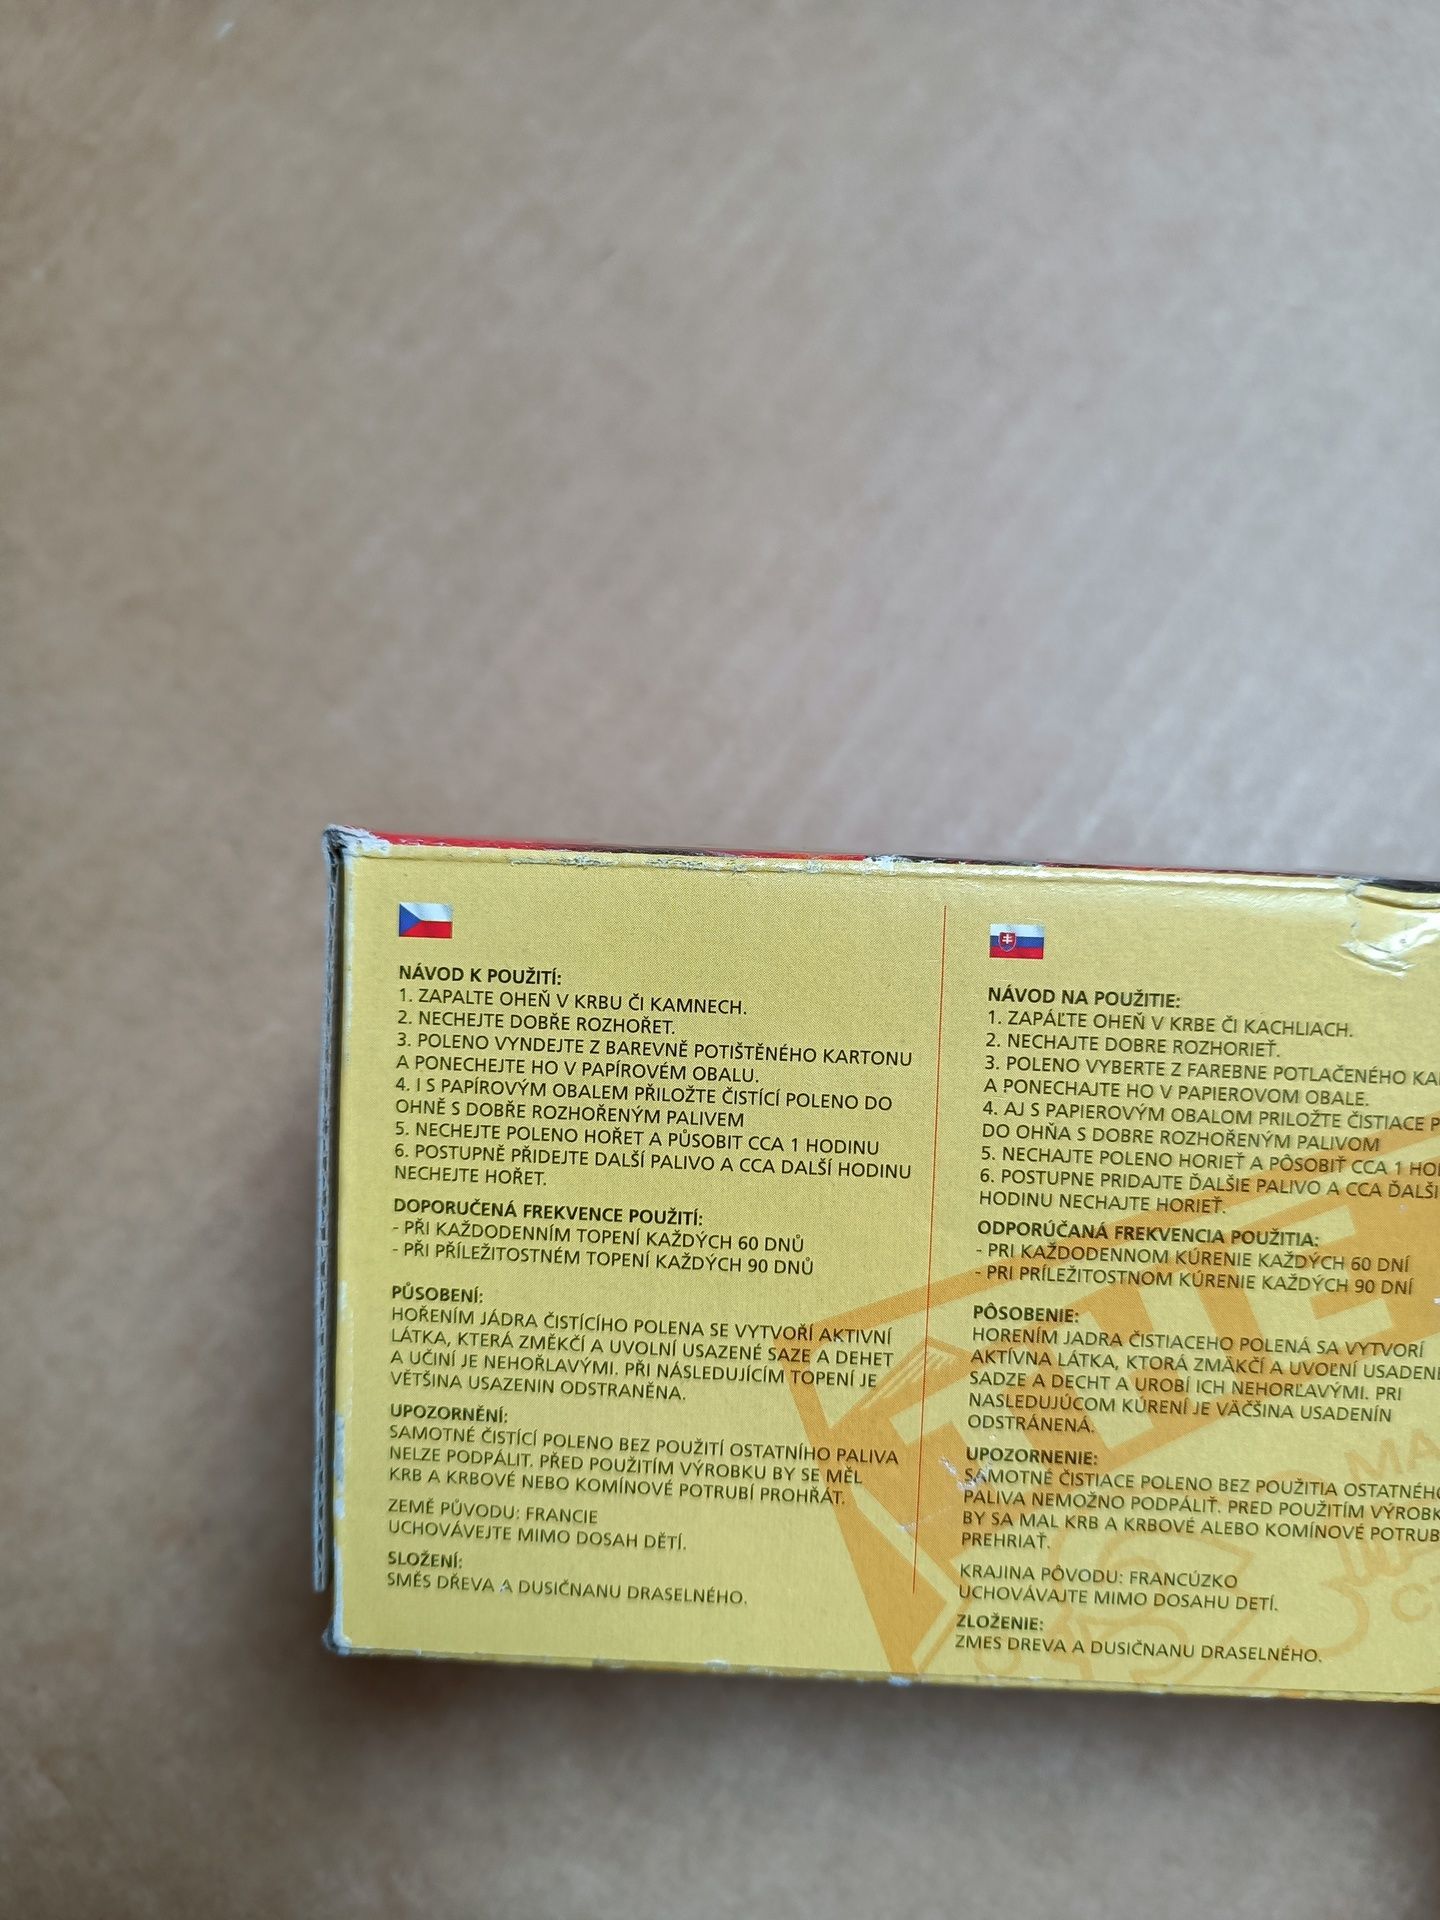 NÁVOD K POUŽITÍ:
1. ZAPALTE OHEŇ V KRBU ČI KAMNECH.
2. NECHEJTE DOBŘE ROZHOŘET.
3. POLENO VYNDEJTE Z BAREVNĚ POTIŠTĚNÉHO KARTONU
A PONECHEJTE HO V PAPÍROVÉM OBALU.
4. I S PAPÍROVÝM OBALEM PŘILOŽTE ČISTÍCÍ POLENO DO
OHNĚ S DOBŘE ROZHOŘENÝM PALIVEM
5. NECHEJTE POLENO HOŘET A PŮSOBIT CCA 1 HODINU
6. POSTUPNĚ PŘIDEJTE DALŠÍ PALIVO A CCA DALŠÍ HODINU
NECHEJTE HOŘET.
DOPORUČENÁ FREKVENCE POUŽITÍ:
- PŘI KAŽDODENNÍM TOPENÍ KAŽDÝCH 60 DNŮ
- PŘI PŘÍLEŽITOSTNÉM TOPENÍ KAŽDÝCH 90 DNŮ
PŮSOBENÍ:
HOŘENÍM JÁDRA ČISTÍCÍHO POLENA SE VYTVOŘÍ AKTIVNÍ
LÁTKA, KTERÁ ZMĚKČÍ A UVOLNÍ USAZENÉ SAZE A DEHET
A UČINÍ JE NEHOŘLAVÝMI. PŘI NÁSLEDUJÍCÍM TOPENÍ JE
VĚTŠINA USAZENIN ODSTRANĚNA.
UPOZORNĚNÍ:
SAMOTNÉ ČISTÍCÍ POLENO BEZ POUŽITÍ OSTATNÍHO PALIVA
NELZE PODPÁLIT. PŘED POUŽITÍM VÝROBKU BY SE MĚL
KRB A KRBOVÉ NEBO KOMÍNOVÉ POTRUBÍ PROHŘÁT.
ZEMĚ PŮVODU: FRANCIE
UCHOVÁVEJTE MIMO DOSAH DĚTÍ.
SLOŽENÍ:
SMĚS DŘEVA A DUSIČNANU DRASELNÉHO.
NÁVOD NA POUŽITIE:
1. ZAPÁĽTE OHEŇ V KRBE ČI KACHLIACH.
2. NECHAJTE DOBRE ROZHORIEŤ.
3. POLENO VYBERTE Z FAREBNE POTLAČENÉHO
A PONECHAJTE HO V PAPIEROVOM OBALE.
4. AJ S PAPIEROVÝM OBALOM PRILOŽTE ČISTIACE
DO OHŇA S DOBRE ROZHOŘENÝM PALIVOM
5. NECHAJTE POLENO HORIEŤ A PÔSOBIŤ CCA 1
6. POSTUPNE PRIDAJTE ĎALŠIE PALIVO A CCA ĎALŠI
HODINU NECHAJTE HORIEŤ.
ODPORÚČANÁ FREKVENCIA POUŽITIA:
- PRI KAŽDODENNOM KÚRENIE KAŽDÝCH 60 DNÍ
- PRI PRÍLEŽITOSTNOM KÚRENIE KAŽDÝCH 90 DNÍ
PÔSOBENIE:
HORENÍM JADRA ČISTIACEHO POLENÁ SA VYTVORÍ
AKTÍVNA LÁTKA, KTORÁ ZMÄKČÍ A UVOĽNÍ USADENÉ
SADZE A DECHT A UROBÍ ICH NEHORĽAVÝMI. PRI
NASLEDUJÚCOM KÚRENÍ JE VÄČŠINA USADENÍN
ODSTRÁNENÁ.
UPOZORNENIE:
SAMOTNÉ ČISTIACE POLENO BEZ POUŽITIA OSTATNÉHO
PALIVA NEMOŽNO PODPÁLIŤ. PRED POUŽITÍM VÝROBK
BY SA MAL KRB A KRBOVÉ ALEBO KOMÍNOVÉ POTRUB
PREHRIAŤ.
KRAJINA PÔVODU: FRANCÚZKO
UCHOVÁVAJTE MIMO DOSAHU DETÍ.
ZLOŽENIE:
ZMES DREVA A DUSIČNANU DRASELNÉHO.